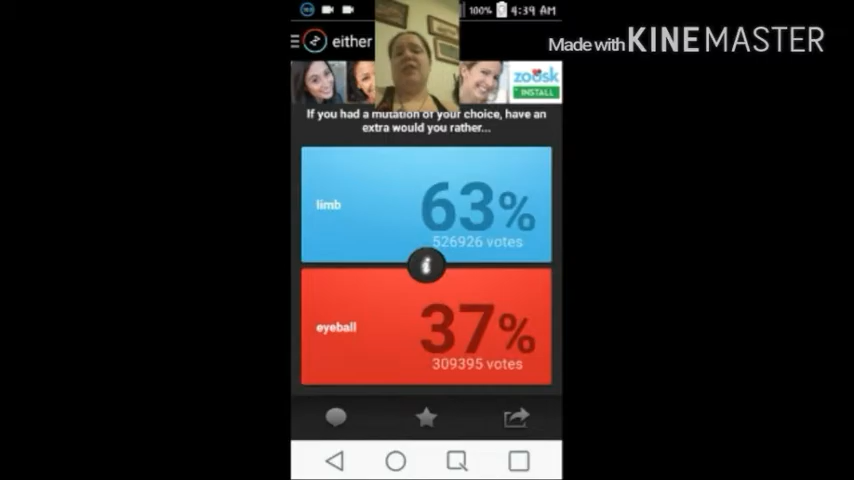 100% 4:39 AM
either
Made with KINEMASTER
zoosk
INSTALL
If you had a mutation of your choice, have an
extra would you rather...
limb
63%
526926 votes
i
eyeball
37%
309395 votes